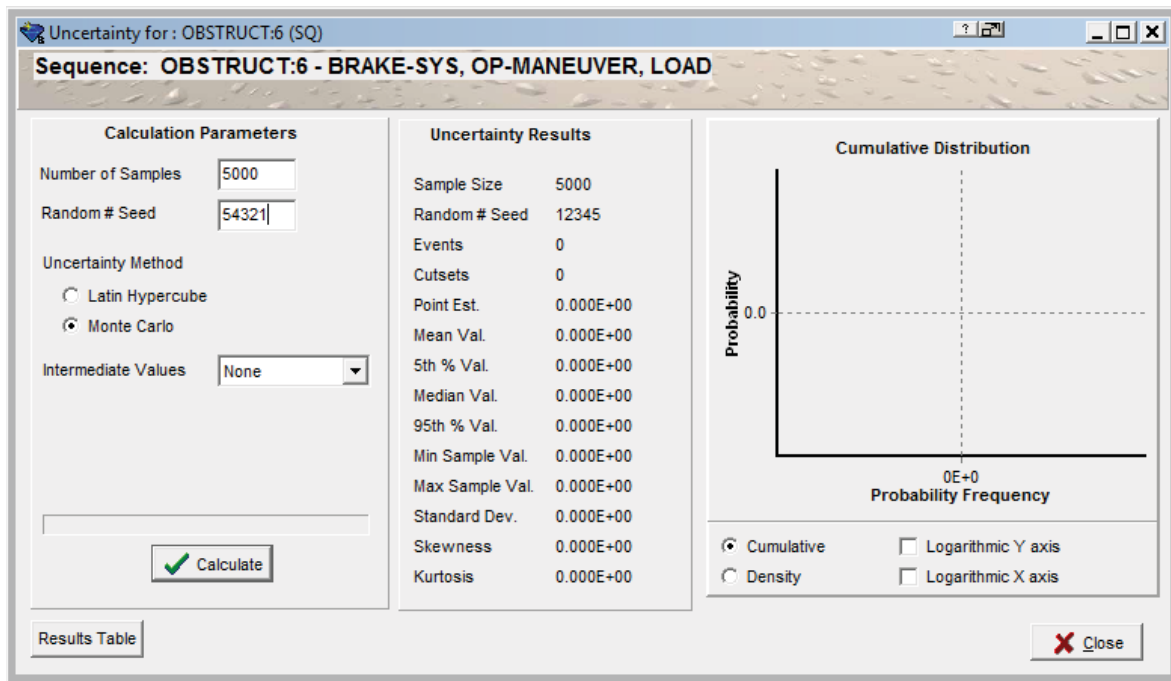 Uncertainty for : OBSTRUCT:6 (SQ)
?
Sequence: OBSTRUCT:6 - BRAKE-SYS, OP-MANEUVER, LOAD
Calculation Parameters
Number of Samples 5000
Random # Seed 54321
Uncertainty Method
Latin Hypercube
Monte Carlo
Intermediate Values None
Calculate
Results Table
Uncertainty Results
Sample Size 5000
Random # Seed 12345
Events 0
Cutsets 0
Point Est. 0.000E+00
Mean Val. 0.000E+00
5th % Val. 0.000E+00
Median Val. 0.000E+00
95th % Val. 0.000E+00
Min Sample Val. 0.000E+00
Max Sample Val. 0.000E+00
Standard Dev. 0.000E+00
Skewness 0.000E+00
Kurtosis 0.000E+00
Cumulative Distribution
Probability
0.0
0E+0
Probability Frequency
Cumulative Logarithmic Y axis
Density Logarithmic X axis
Close